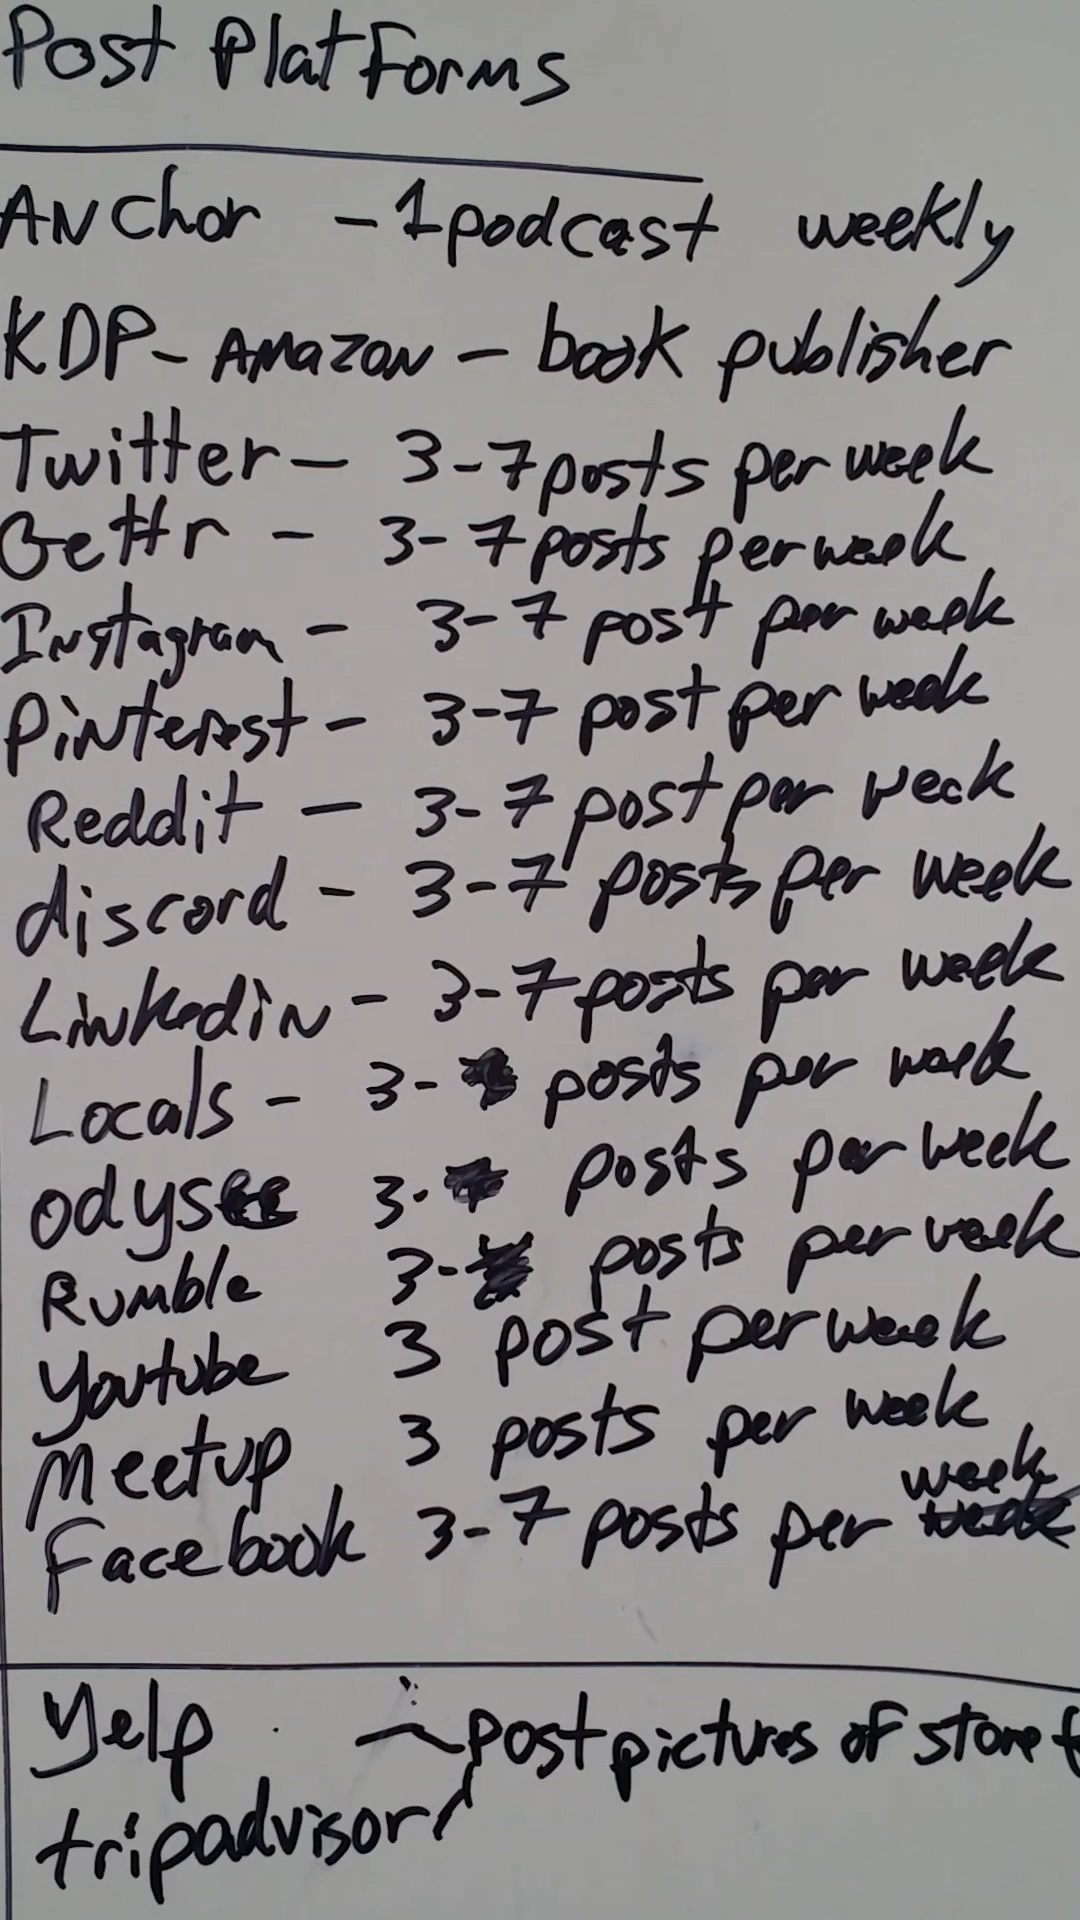 Post Platforms
Anchor - 1 podcast weekly
KDP - Amazon - book publisher
Twitter - 3-7 posts per week
Gettr - 3-7 posts per week
Instagram - 3-7 post per week
Pinterest - 3-7 post per week
Reddit - 3-7 post per week
discord - 3-7 posts per week
Linkedin - 3-7 posts per week
Locals - 3- posts per week
odysee 3- posts per week
Rumble 3- posts per week
Youtube 3 post per week
Meetup 3 posts per week
Facebook 3-7 posts per week
Yelp - post pictures of store
tripadvisor